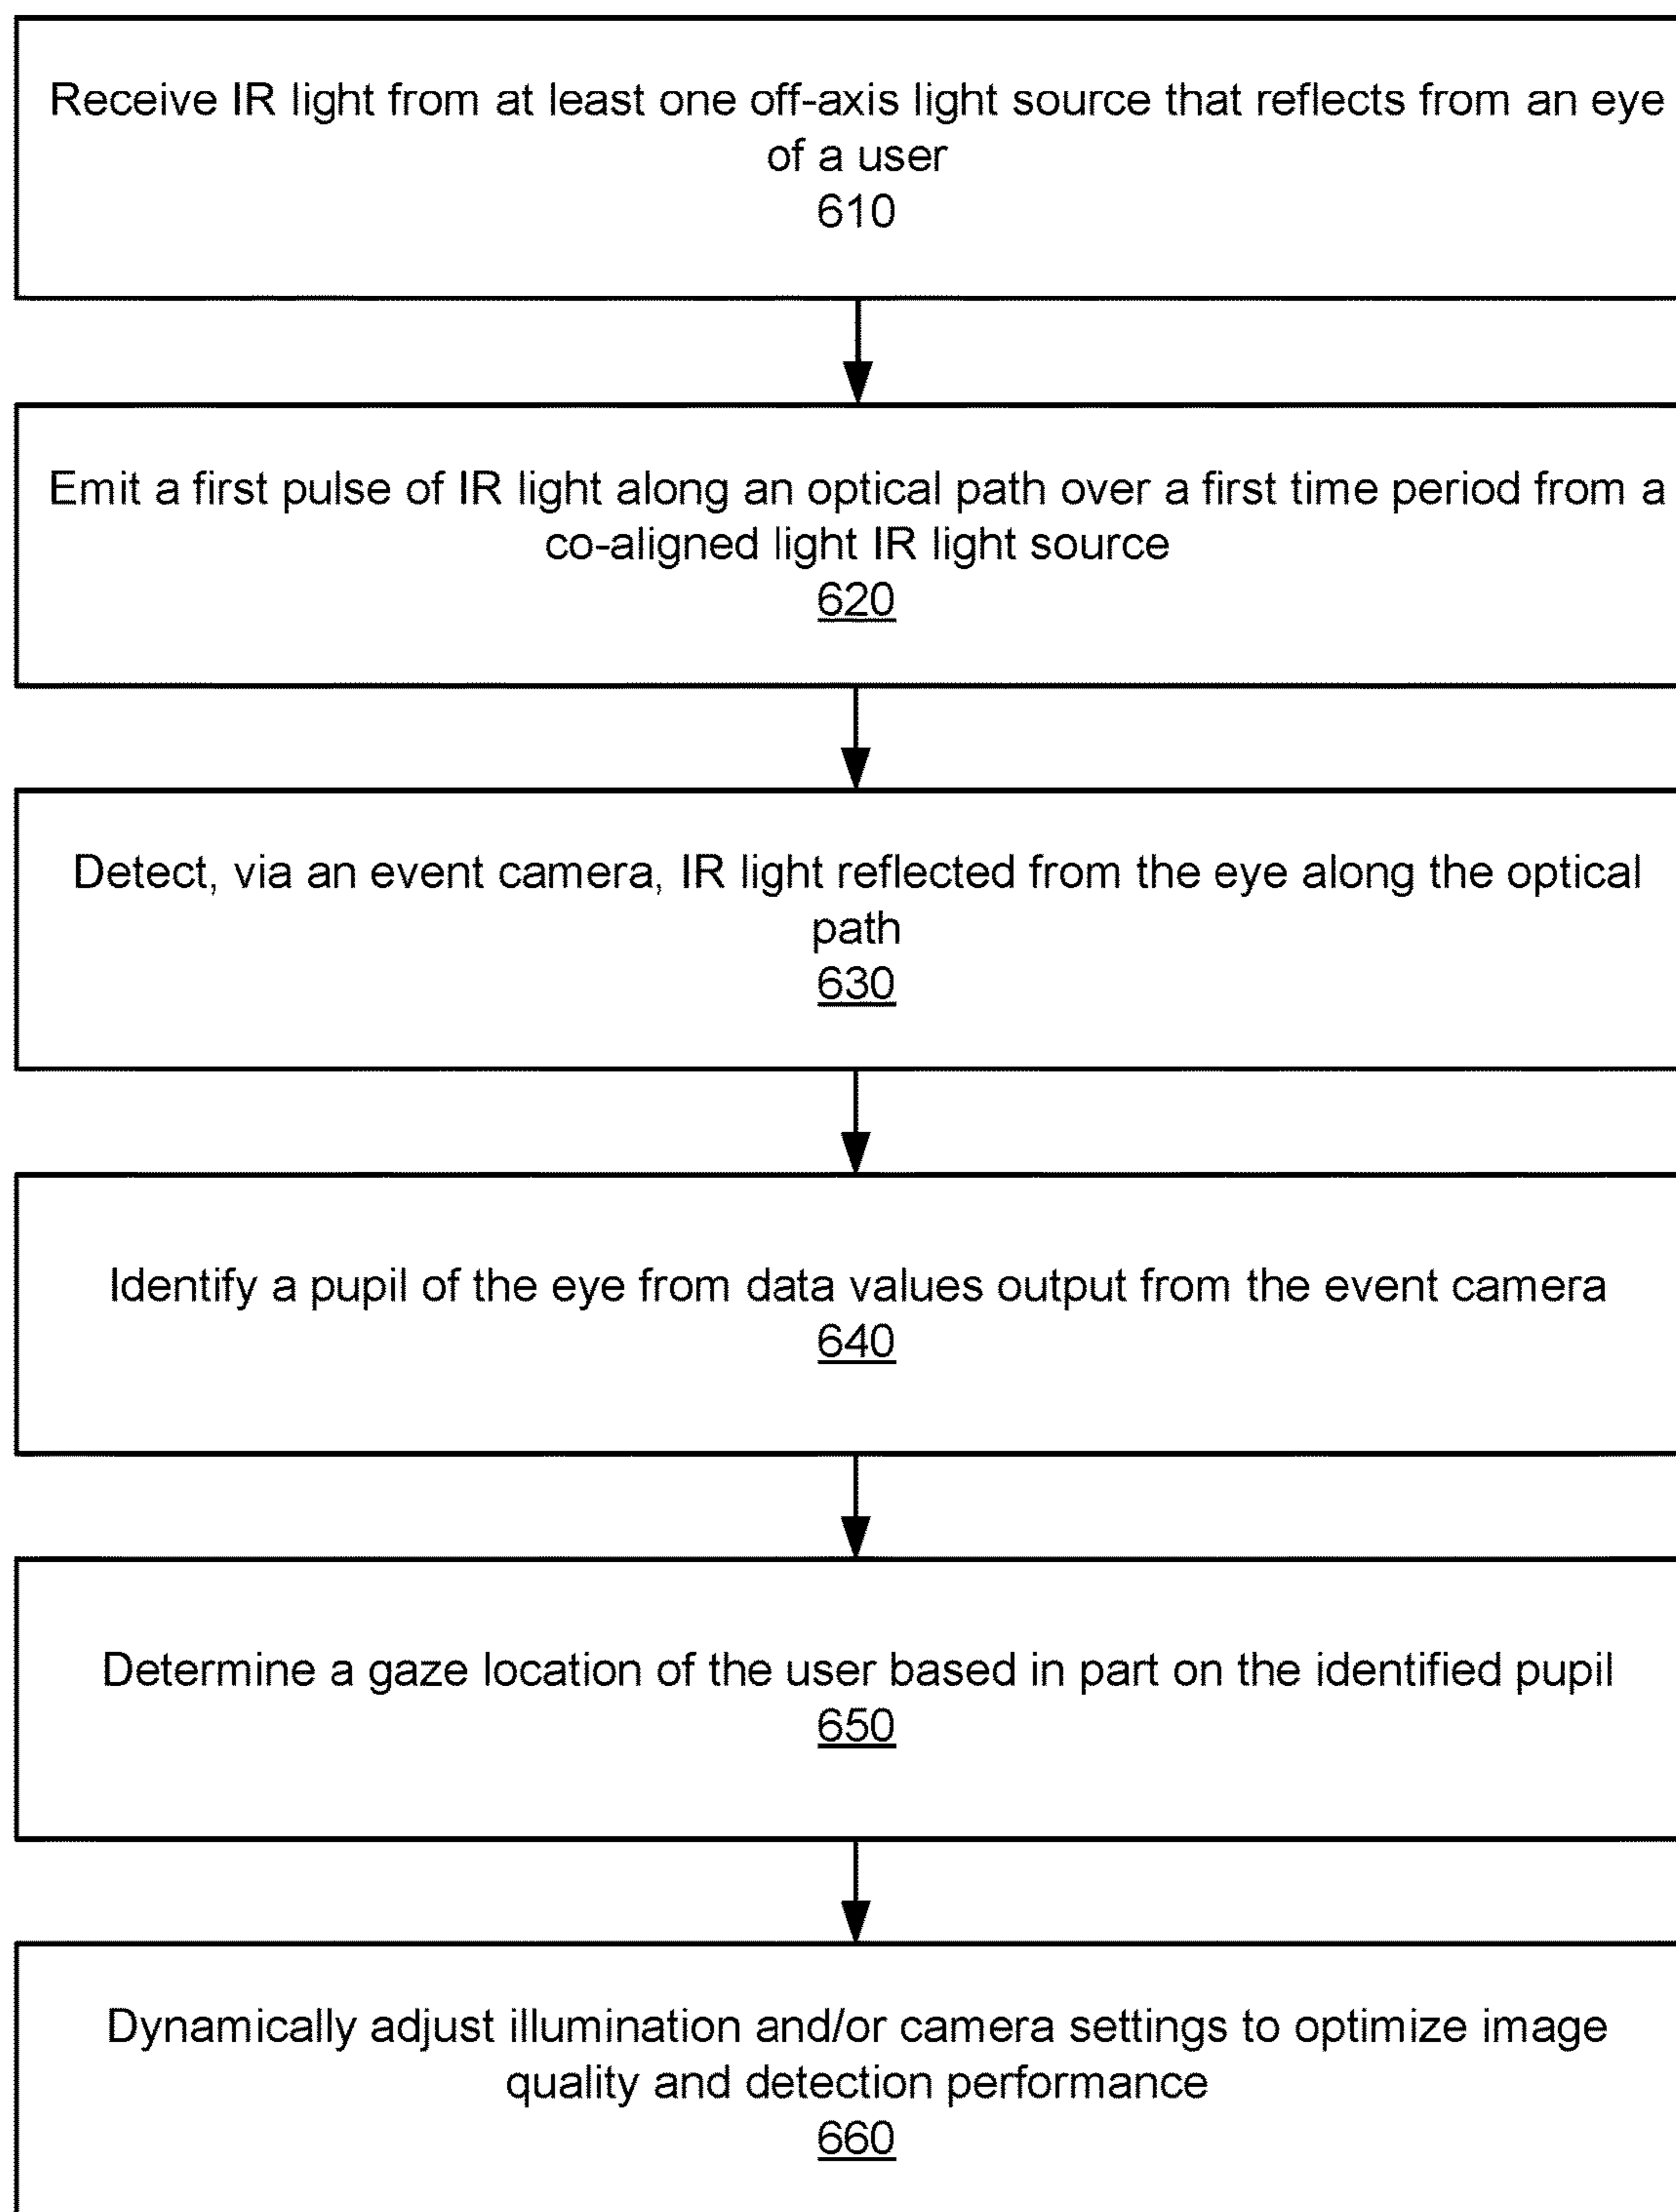 Receive IR light from at least one off-axis light source that reflects from an eye
of a user
610
Emit a first pulse of IR light along an optical path over a first time period from a
co-aligned light IR light source
620
Detect, via an event camera, IR light reflected from the eye along the optical
path
630
Identify a pupil of the eye from data values output from the event camera
640
Determine a gaze location of the user based in part on the identified pupil
650
Dynamically adjust illumination and/or camera settings to optimize image
quality and detection performance
660